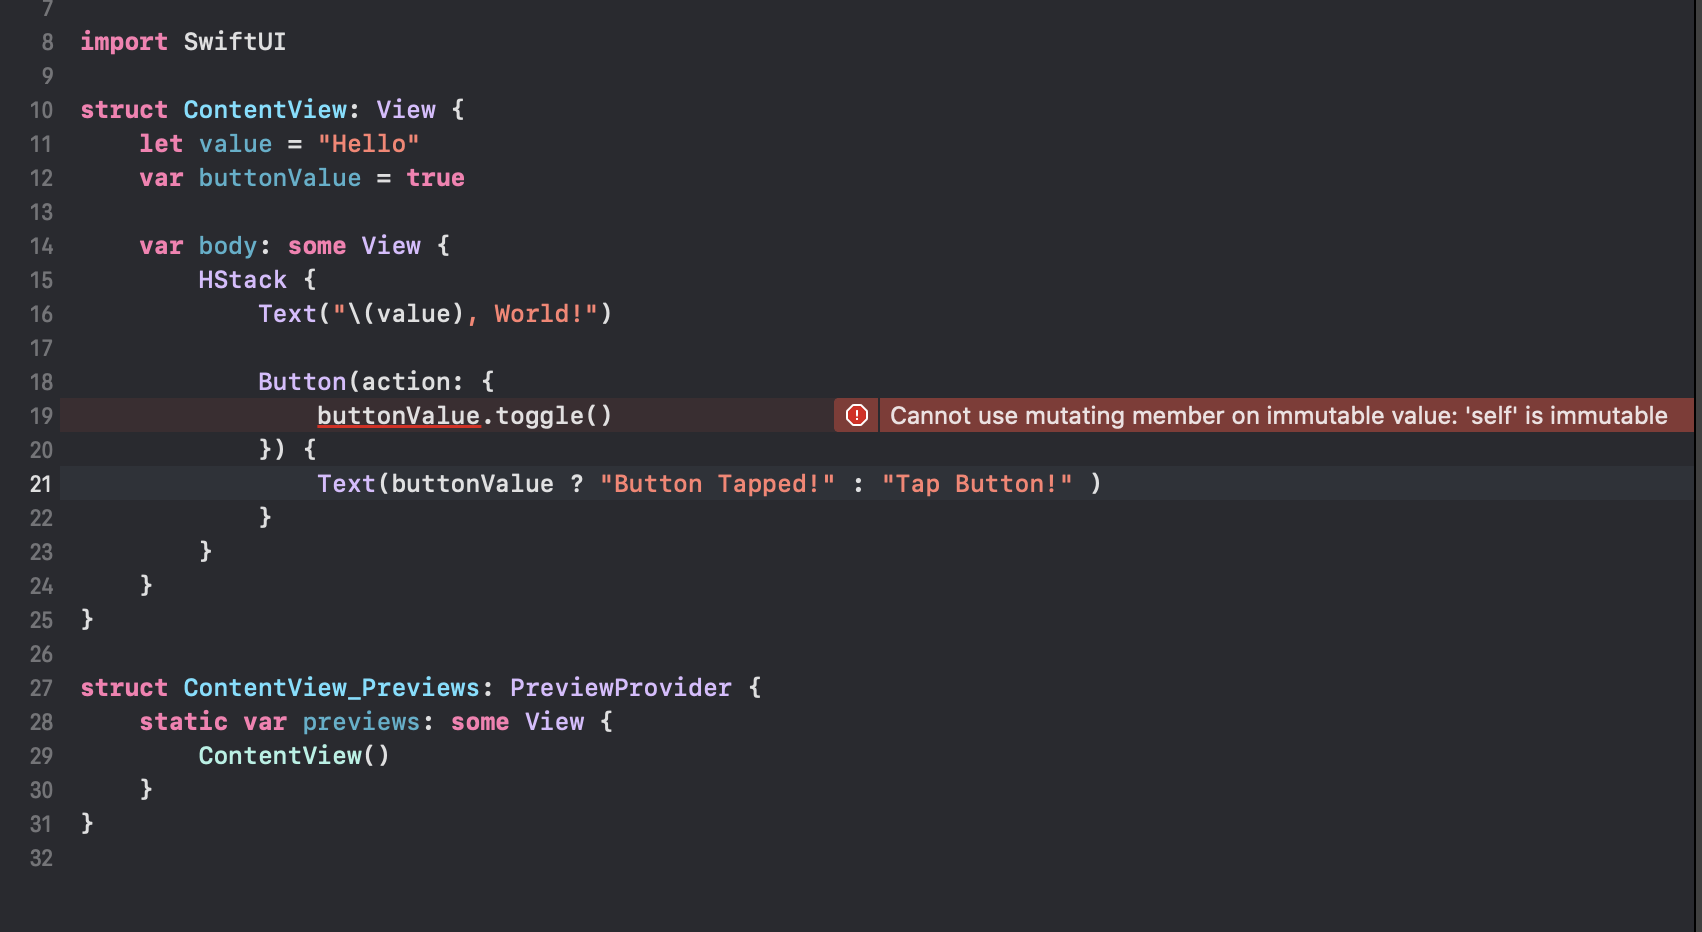 7
8 import SwiftUI
9
10 struct ContentView: View {
11     let value = "Hello"
12     var buttonValue = true
13
14     var body: some View {
15         HStack {
16             Text("\(value), World!")
17
18             Button(action: {
19                 buttonValue.toggle() Cannot use mutating member on immutable value: 'self' is immutable
20             }) {
21                 Text(buttonValue ? "Button Tapped!" : "Tap Button!" )
22             }
23         }
24     }
25 }
26
27 struct ContentView_Previews: PreviewProvider {
28     static var previews: some View {
29         ContentView()
30     }
31 }
32